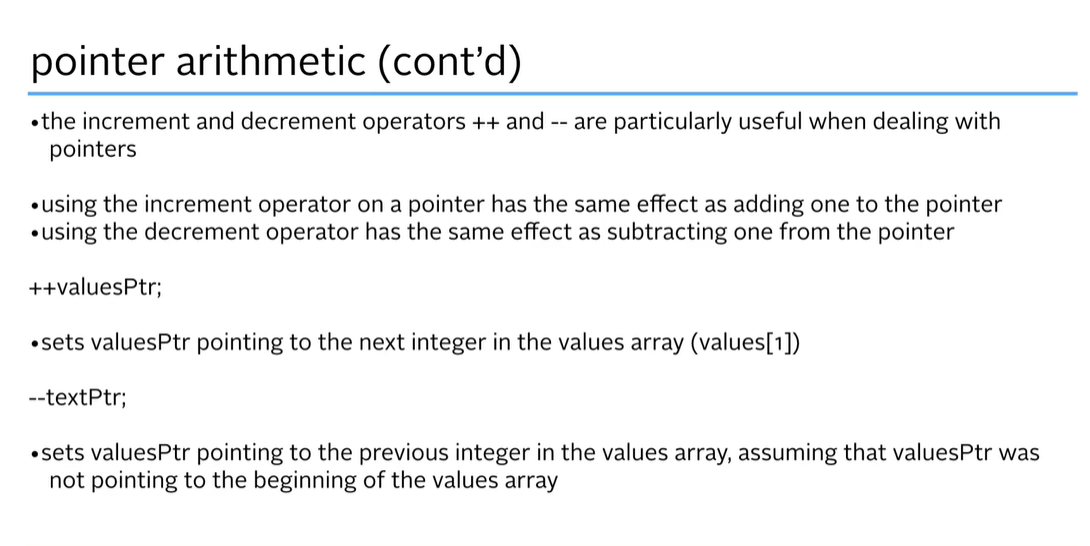 pointer arithmetic (cont’d)
•the increment and decrement operators ++ and -- are particularly useful when dealing with
pointers
•using the increment operator on a pointer has the same effect as adding one to the pointer
•using the decrement operator has the same effect as subtracting one from the pointer
++valuesPtr;
•sets valuesPtr pointing to the next integer in the values array (values[1])
--textPtr;
•sets valuesPtr pointing to the previous integer in the values array, assuming that valuesPtr was
not pointing to the beginning of the values array